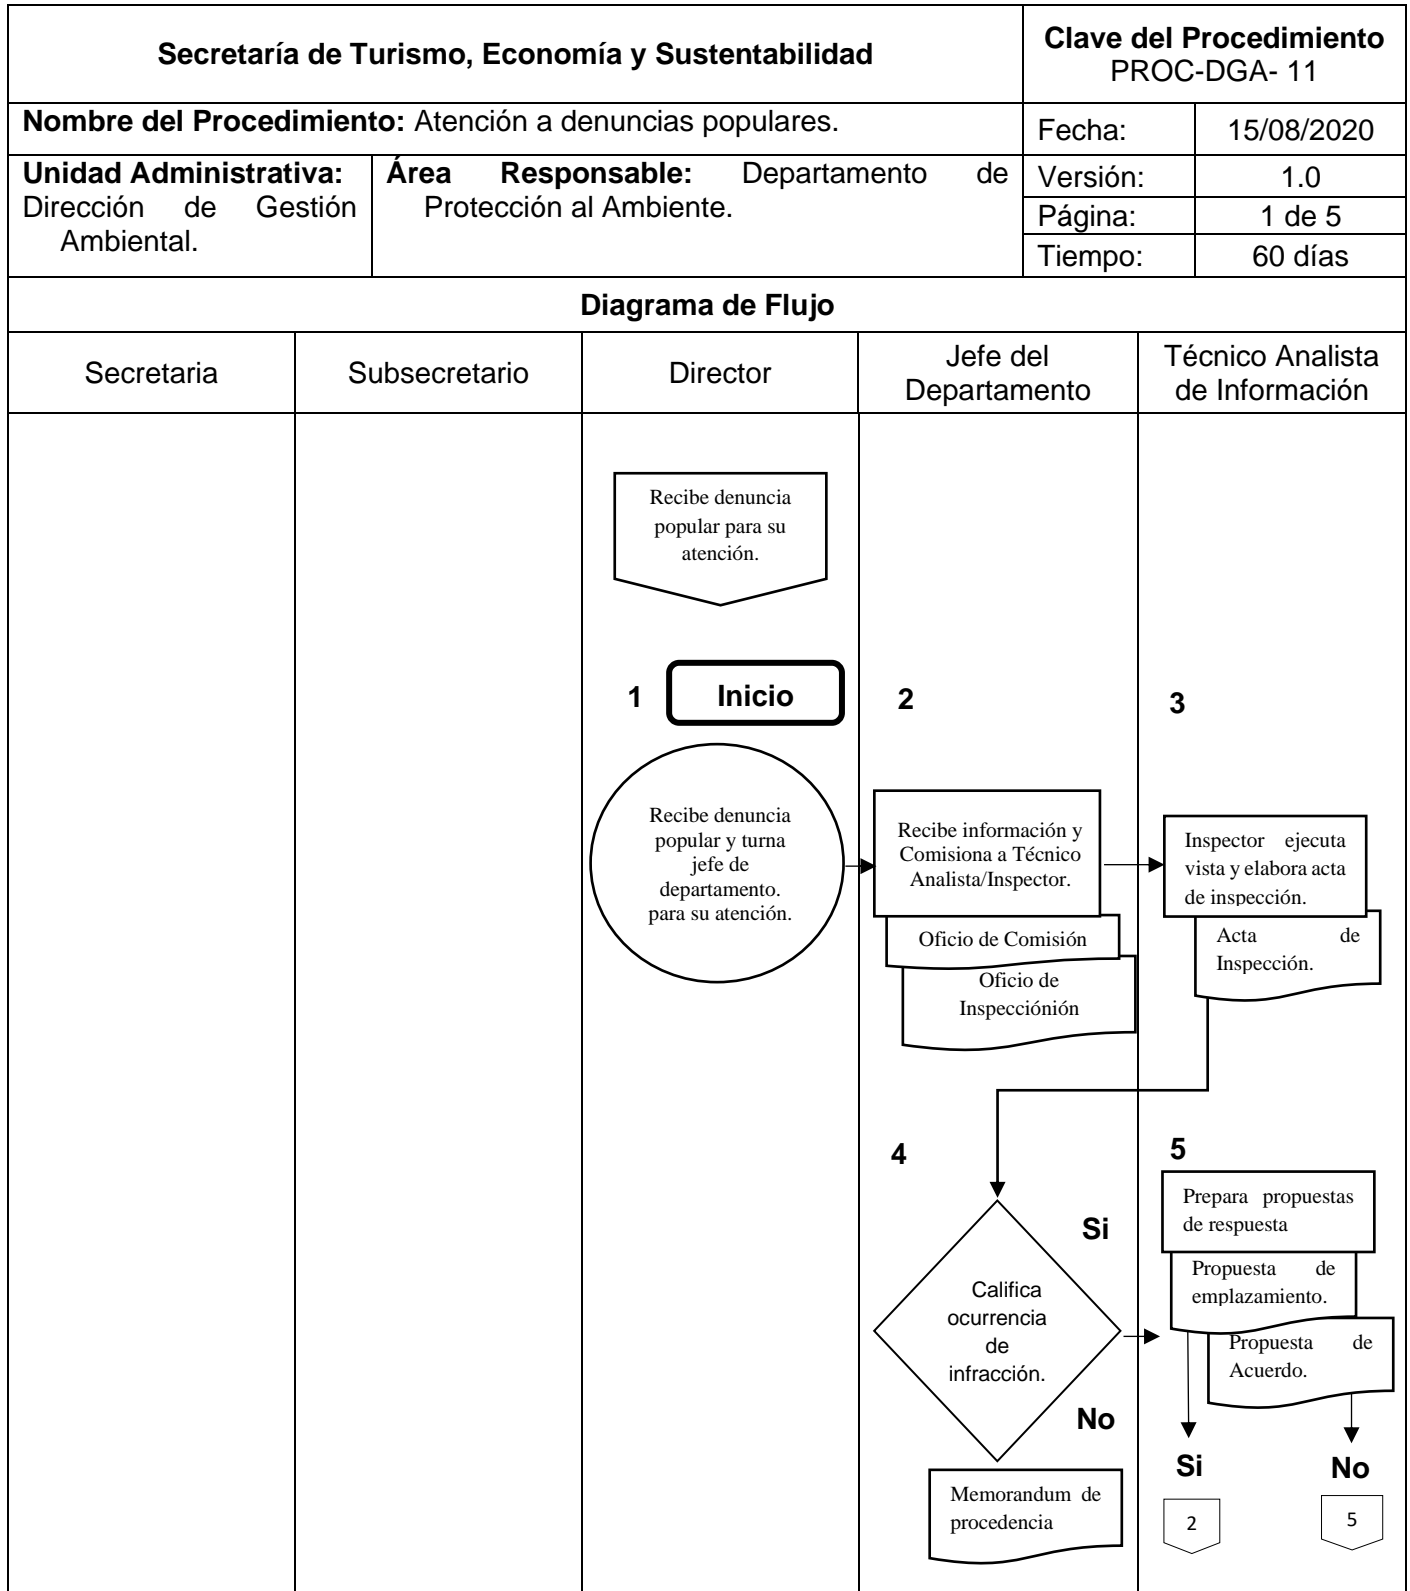 Secretaría de Turismo, Economía y Sustentabilidad
Clave del Procedimiento
PROC-DGA- 11
Nombre del Procedimiento: Atención a denuncias populares.
Fecha:
15/08/2020
Unidad Administrativa:
Dirección de Gestión
Ambiental.
Área Responsable: Departamento de
Protección al Ambiente.
Versión:
1.0
Página:
1 de 5
Tiempo:
60 días
Diagrama de Flujo
Secretaria
Subsecretario
Director
Jefe del
Departamento
Técnico Analista
de Información
Recibe denuncia
popular para su
atención.
1
Inicio
2
3
Recibe denuncia
popular y turna
jefe de
departamento.
para su atención.
Recibe información y
Comisiona a Técnico
Analista/Inspector.
Oficio de Comisión
Oficio de
Inspecciónión
Inspector ejecuta
vista y elabora acta
de inspección.
Acta de
Inspección.
4
5
Si
Califica
ocurrencia
de
infracción.
No
Memorandum de
procedencia
Prepara propuestas
de respuesta
Propuesta de
emplazamiento.
Propuesta de
Acuerdo.
Si
No
2
5